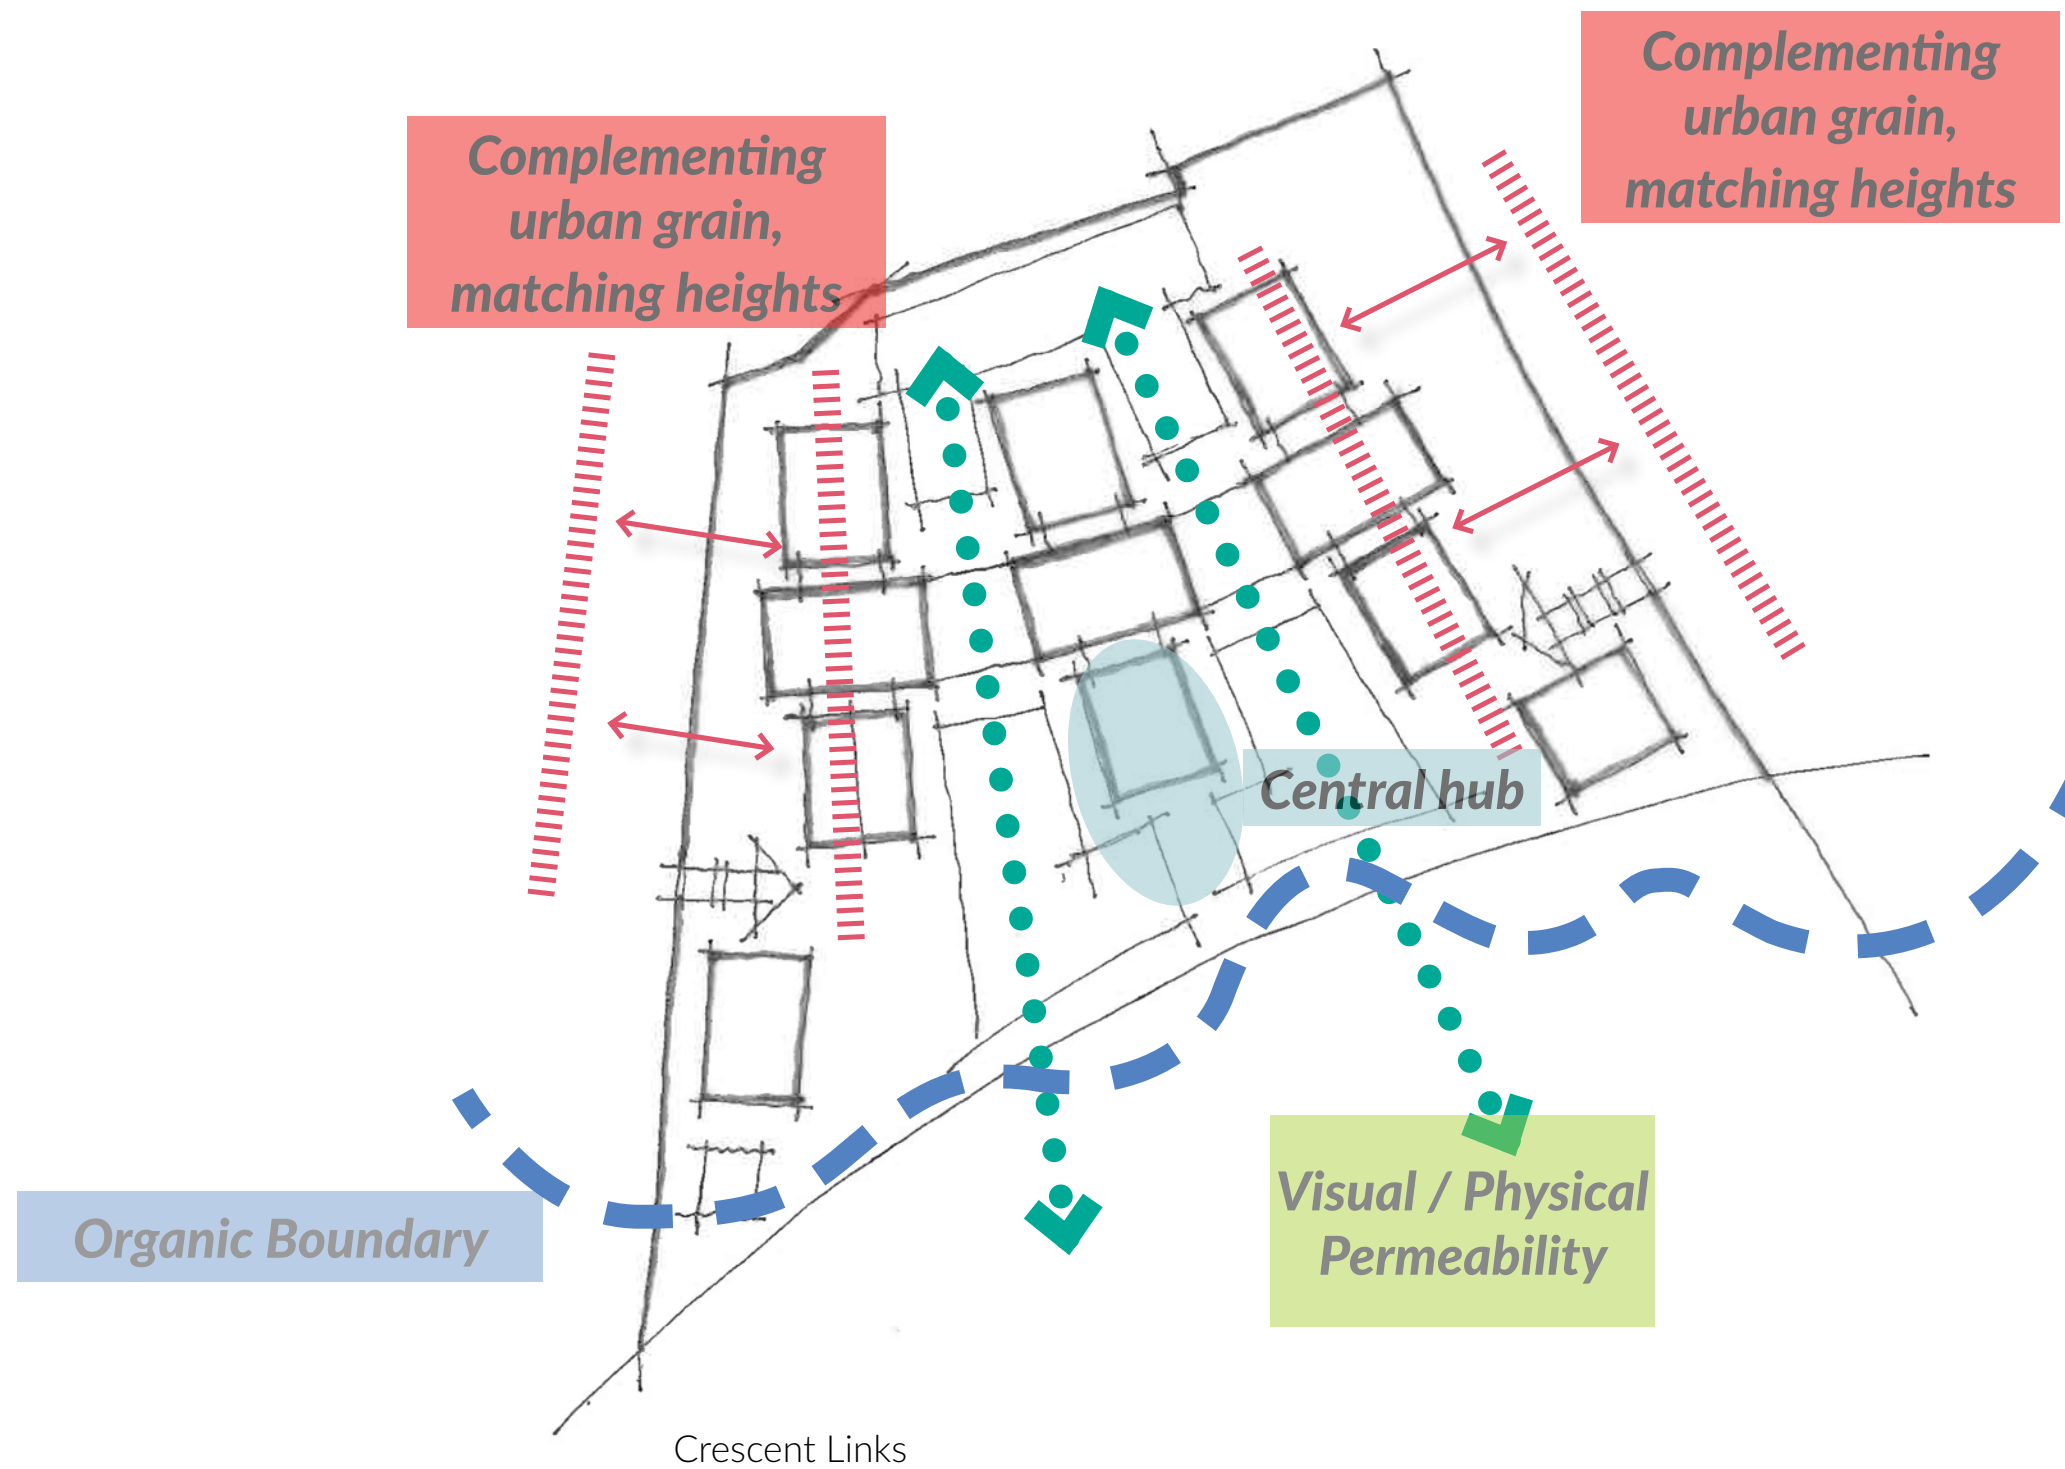 Complementing
urban grain,
matching heights
Complementing
urban grain,
matching heights
Central hub
Organic Boundary
Visual / Physical
Permeability
Crescent Links